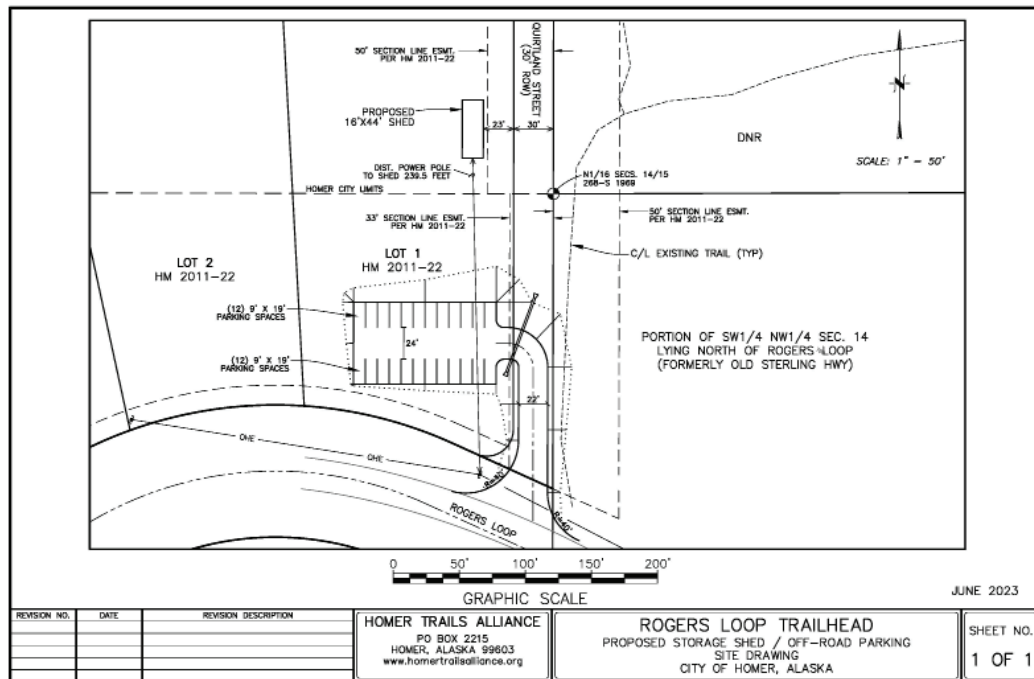 50' SECTION LINE ESMT.
PER HM 2011-22
QUIRTLAND STREET
(30' ROW)
PROPOSED
16'X44' SHED
23'
30'
DNR
N
SCALE: 1" = 50'
DIST. POWER POLE
TO SHED 239.5 FEET
N1/16 SECS. 14/15
268-S 1969
HOMER CITY LIMITS
33' SECTION LINE ESMT.
PER HM 2011-22
50' SECTION LINE ESMT.
PER HM 2011-22
C/L EXISTING TRAIL (TYP)
LOT 1
HM 2011-22
LOT 2
HM 2011-22
(12) 9' X 19'
PARKING SPACES
24'
(12) 9' X 19'
PARKING SPACES
PORTION OF SW1/4 NW1/4 SEC. 14
LYING NORTH OF ROGERS LOOP
(FORMERLY OLD STERLING HWY)
22'
OHE
OHE
R=40'
R=40'
ROGERS LOOP
0 50' 100' 150' 200'
GRAPHIC SCALE
JUNE 2023
REVISION NO. DATE REVISION DESCRIPTION
HOMER TRAILS ALLIANCE
PO BOX 2215
HOMER, ALASKA 99603
www.homertrailsalliance.org
ROGERS LOOP TRAILHEAD
PROPOSED STORAGE SHED / OFF-ROAD PARKING
SITE DRAWING
CITY OF HOMER, ALASKA
SHEET NO.
1 OF 1